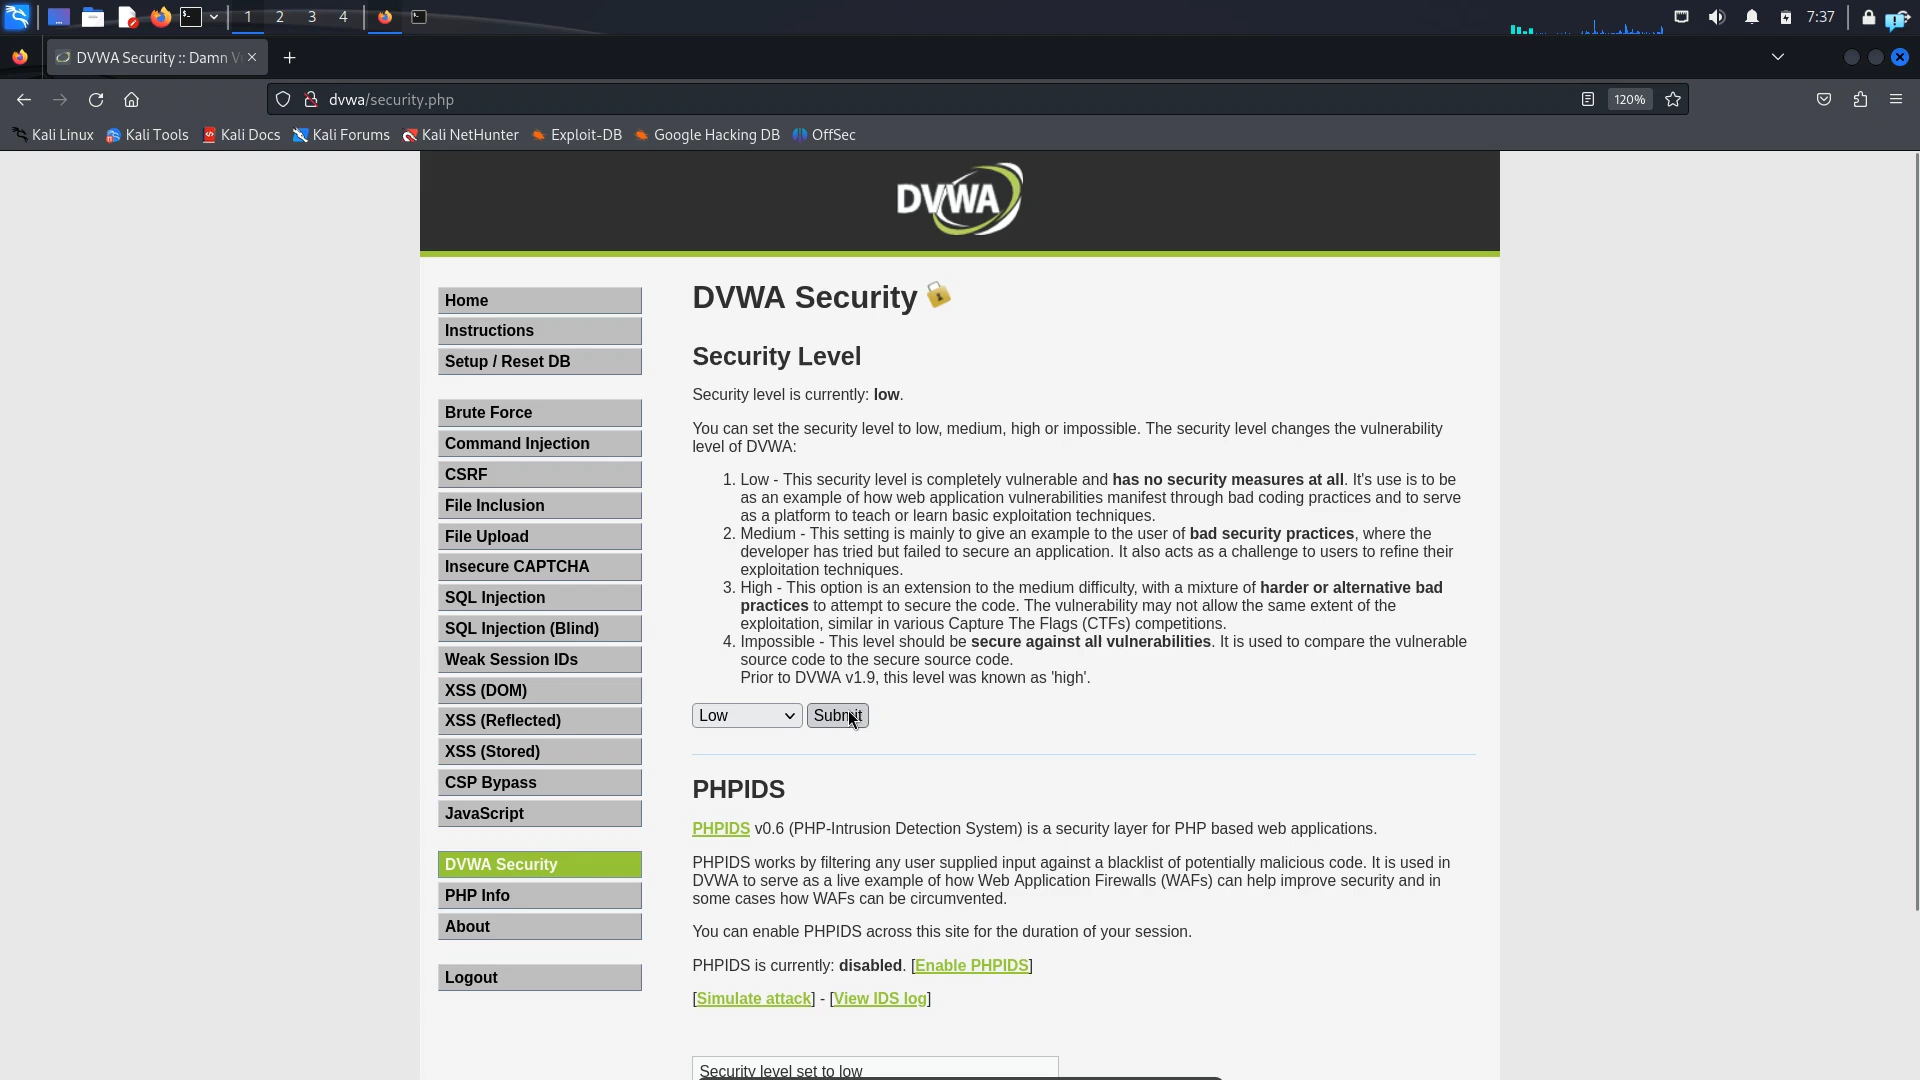 1 2 3 4
7:37
DVWA Security :: Damn V
dvwa/security.php
120%
Kali Linux Kali Tools Kali Docs Kali Forums Kali NetHunter Exploit-DB Google Hacking DB OffSec
DVWA
Home
Instructions
Setup / Reset DB
Brute Force
Command Injection
CSRF
File Inclusion
File Upload
Insecure CAPTCHA
SQL Injection
SQL Injection (Blind)
Weak Session IDs
XSS (DOM)
XSS (Reflected)
XSS (Stored)
CSP Bypass
JavaScript
DVWA Security
PHP Info
About
Logout
DVWA Security
Security Level
Security level is currently: low.
You can set the security level to low, medium, high or impossible. The security level changes the vulnerability
level of DVWA:
1. Low - This security level is completely vulnerable and has no security measures at all. It's use is to be
as an example of how web application vulnerabilities manifest through bad coding practices and to serve
as a platform to teach or learn basic exploitation techniques.
2. Medium - This setting is mainly to give an example to the user of bad security practices, where the
developer has tried but failed to secure an application. It also acts as a challenge to users to refine their
exploitation techniques.
3. High - This option is an extension to the medium difficulty, with a mixture of harder or alternative bad
practices to attempt to secure the code. The vulnerability may not allow the same extent of the
exploitation, similar in various Capture The Flags (CTFs) competitions.
4. Impossible - This level should be secure against all vulnerabilities. It is used to compare the vulnerable
source code to the secure source code.
Prior to DVWA v1.9, this level was known as 'high'.
Low Submit
PHPIDS
PHPIDS v0.6 (PHP-Intrusion Detection System) is a security layer for PHP based web applications.
PHPIDS works by filtering any user supplied input against a blacklist of potentially malicious code. It is used in
DVWA to serve as a live example of how Web Application Firewalls (WAFs) can help improve security and in
some cases how WAFs can be circumvented.
You can enable PHPIDS across this site for the duration of your session.
PHPIDS is currently: disabled. [Enable PHPIDS]
[Simulate attack] - [View IDS log]
Security level set to low